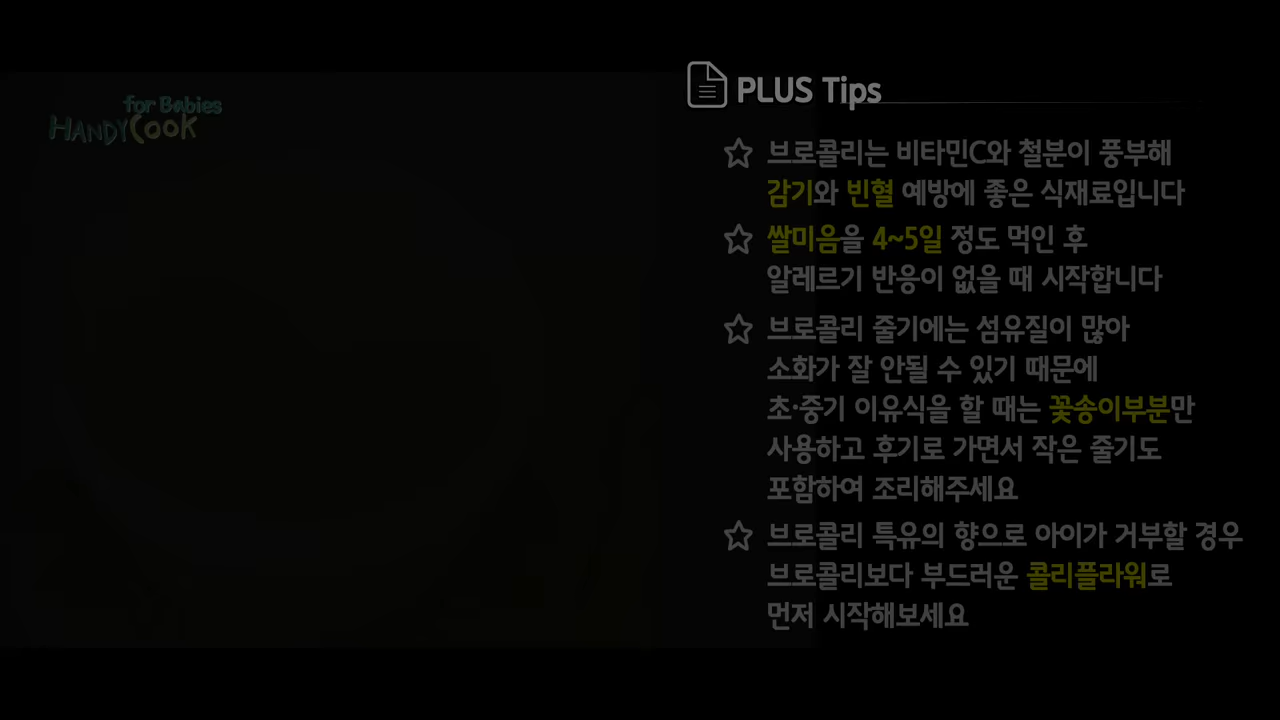 for Babies
HANDYCOOK
PLUS Tips
브로콜리는 비타민C와 철분이 풍부해
감기와 빈혈 예방에 좋은 식재료입니다
쌀미음을 4~5일 정도 먹인 후
알레르기 반응이 없을 때 시작합니다
브로콜리 줄기에는 섬유질이 많아
소화가 잘 안될 수 있기 때문에
초·중기 이유식을 할 때는 꽃송이부분만
사용하고 후기로 가면서 작은 줄기도
포함하여 조리해주세요
브로콜리 특유의 향으로 아이가 거부할 경우
브로콜리보다 부드러운 콜리플라워로
먼저 시작해보세요